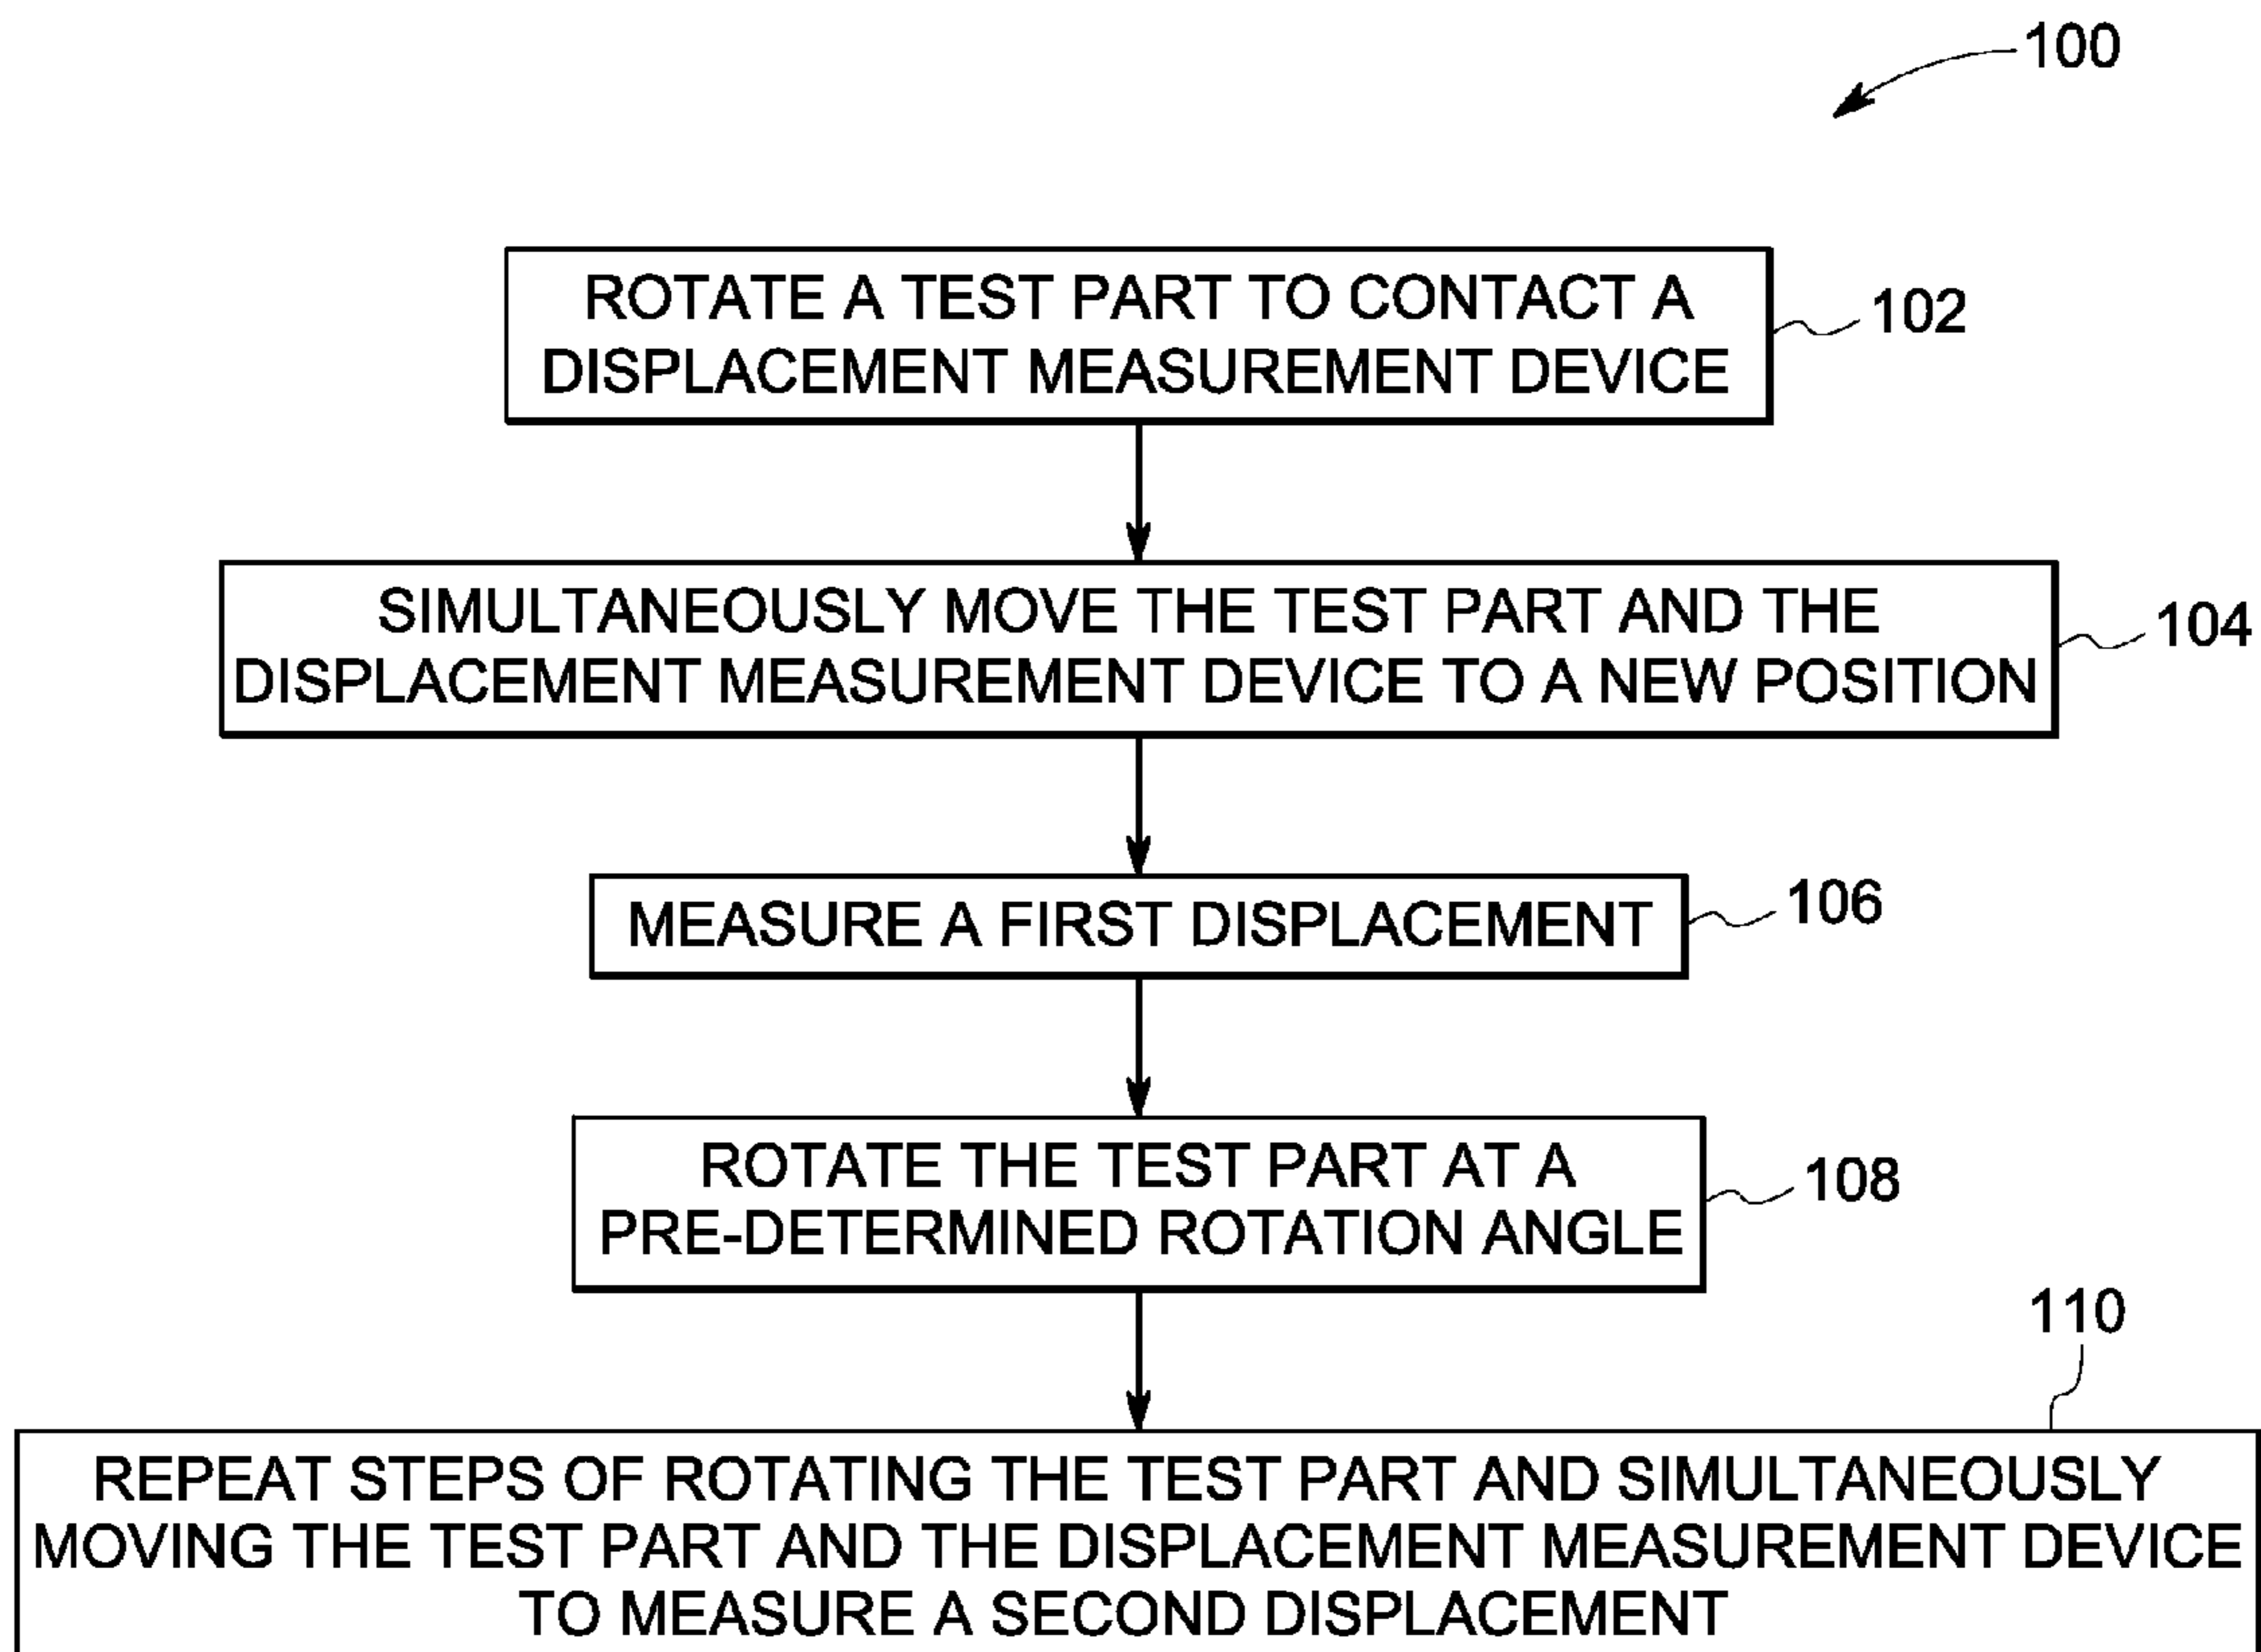 100
ROTATE A TEST PART TO CONTACT A
DISPLACEMENT MEASUREMENT DEVICE
102
SIMULTANEOUSLY MOVE THE TEST PART AND THE
DISPLACEMENT MEASUREMENT DEVICE TO A NEW POSITION
104
MEASURE A FIRST DISPLACEMENT
106
ROTATE THE TEST PART AT A
PRE-DETERMINED ROTATION ANGLE
108
110
REPEAT STEPS OF ROTATING THE TEST PART AND SIMULTANEOUSLY
MOVING THE TEST PART AND THE DISPLACEMENT MEASUREMENT DEVICE
TO MEASURE A SECOND DISPLACEMENT